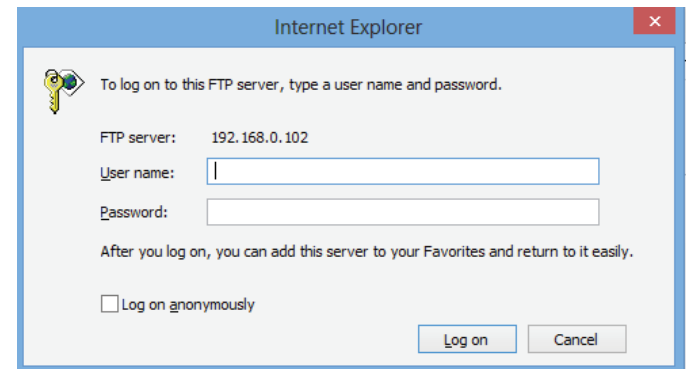 Internet Explorer
To log on to this FTP server, type a user name and password.
FTP server: 192.168.0.102
User name:
Password:
After you log on, you can add this server to your Favorites and return to it easily.
Log on anonymously
Log on Cancel